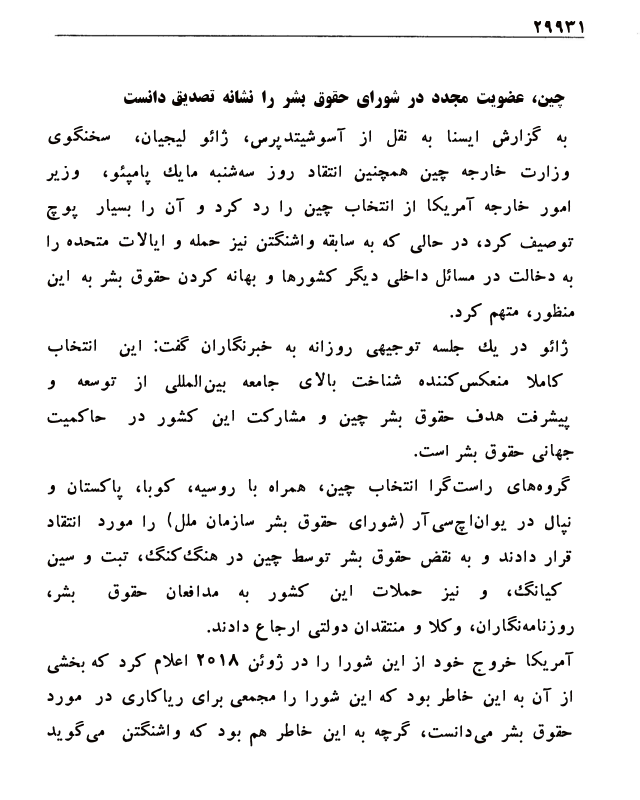 ۲۹۹۳۱
چین، عضویت مجدد در شورای حقوق بشر را نشانه تصدیق دانست
به گزارش ایسنا به نقل از آسوشیتدپرس، ژائو لیجیان، سخنگوی
وزارت خارجه چین همچنین انتقاد روز سه‌شنبه مایك پامپئو، وزیر
امور خارجه آمریکا از انتخاب چین را رد کرد و آن را بسیار پوچ
توصیف کرد، در حالی که به سابقه واشنگتن نیز حمله و ایالات متحده را
به دخالت در مسائل داخلی دیگر کشورها و بهانه کردن حقوق بشر به این
منظور، متهم کرد.
ژائو در یك جلسه توجیهی روزانه به خبرنگاران گفت: این انتخاب
کاملا منعکس‌کننده شناخت بالای جامعه بین‌المللی از توسعه و
پیشرفت هدف حقوق بشر چین و مشارکت این کشور در حاکمیت
جهانی حقوق بشر است.
گروه‌های راست‌گرا انتخاب چین، همراه با روسیه، کوبا، پاکستان و
نپال در یوان‌اچ‌سی‌آر (شورای حقوق بشر سازمان ملل) را مورد انتقاد
قرار دادند و به نقض حقوق بشر توسط چین در هنگ‌کنگ، تبت و سین
کیانگ، و نیز حملات این کشور به مدافعان حقوق بشر،
روزنامه‌نگاران، وکلا و منتقدان دولتی ارجاع دادند.
آمریکا خروج خود از این شورا را در ژوئن ۲۰۱۸ اعلام کرد که بخشی
از آن به این خاطر بود که این شورا را مجمعی برای ریاکاری در مورد
حقوق بشر می‌دانست، گرچه به این خاطر هم بود که واشنگتن می‌گوید